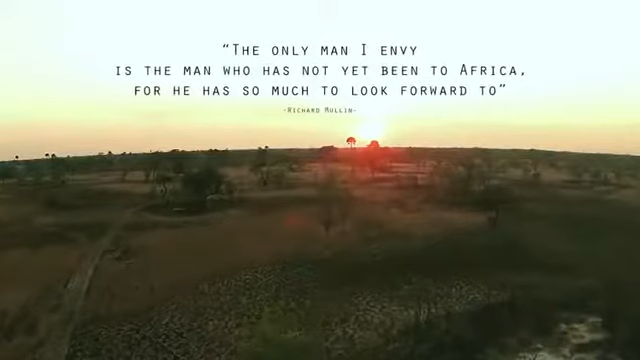 “The only man I envy
is the man who has not yet been to Africa,
for he has so much to look forward to”
-Richard Mullin-